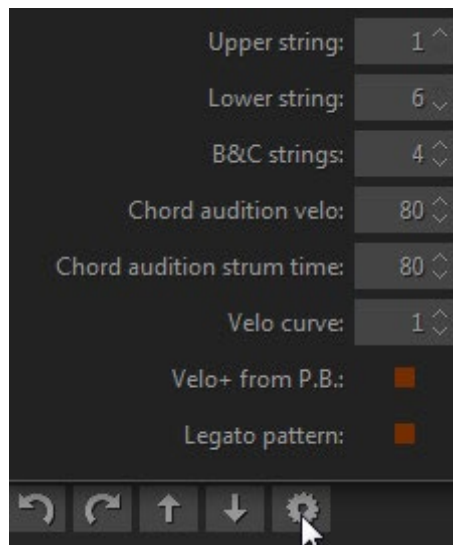 Upper string: 1
Lower string: 6
B&C strings: 4
Chord audition velo: 80
Chord audition strum time: 80
Velo curve: 1
Velo+ from P.B.:
Legato pattern: